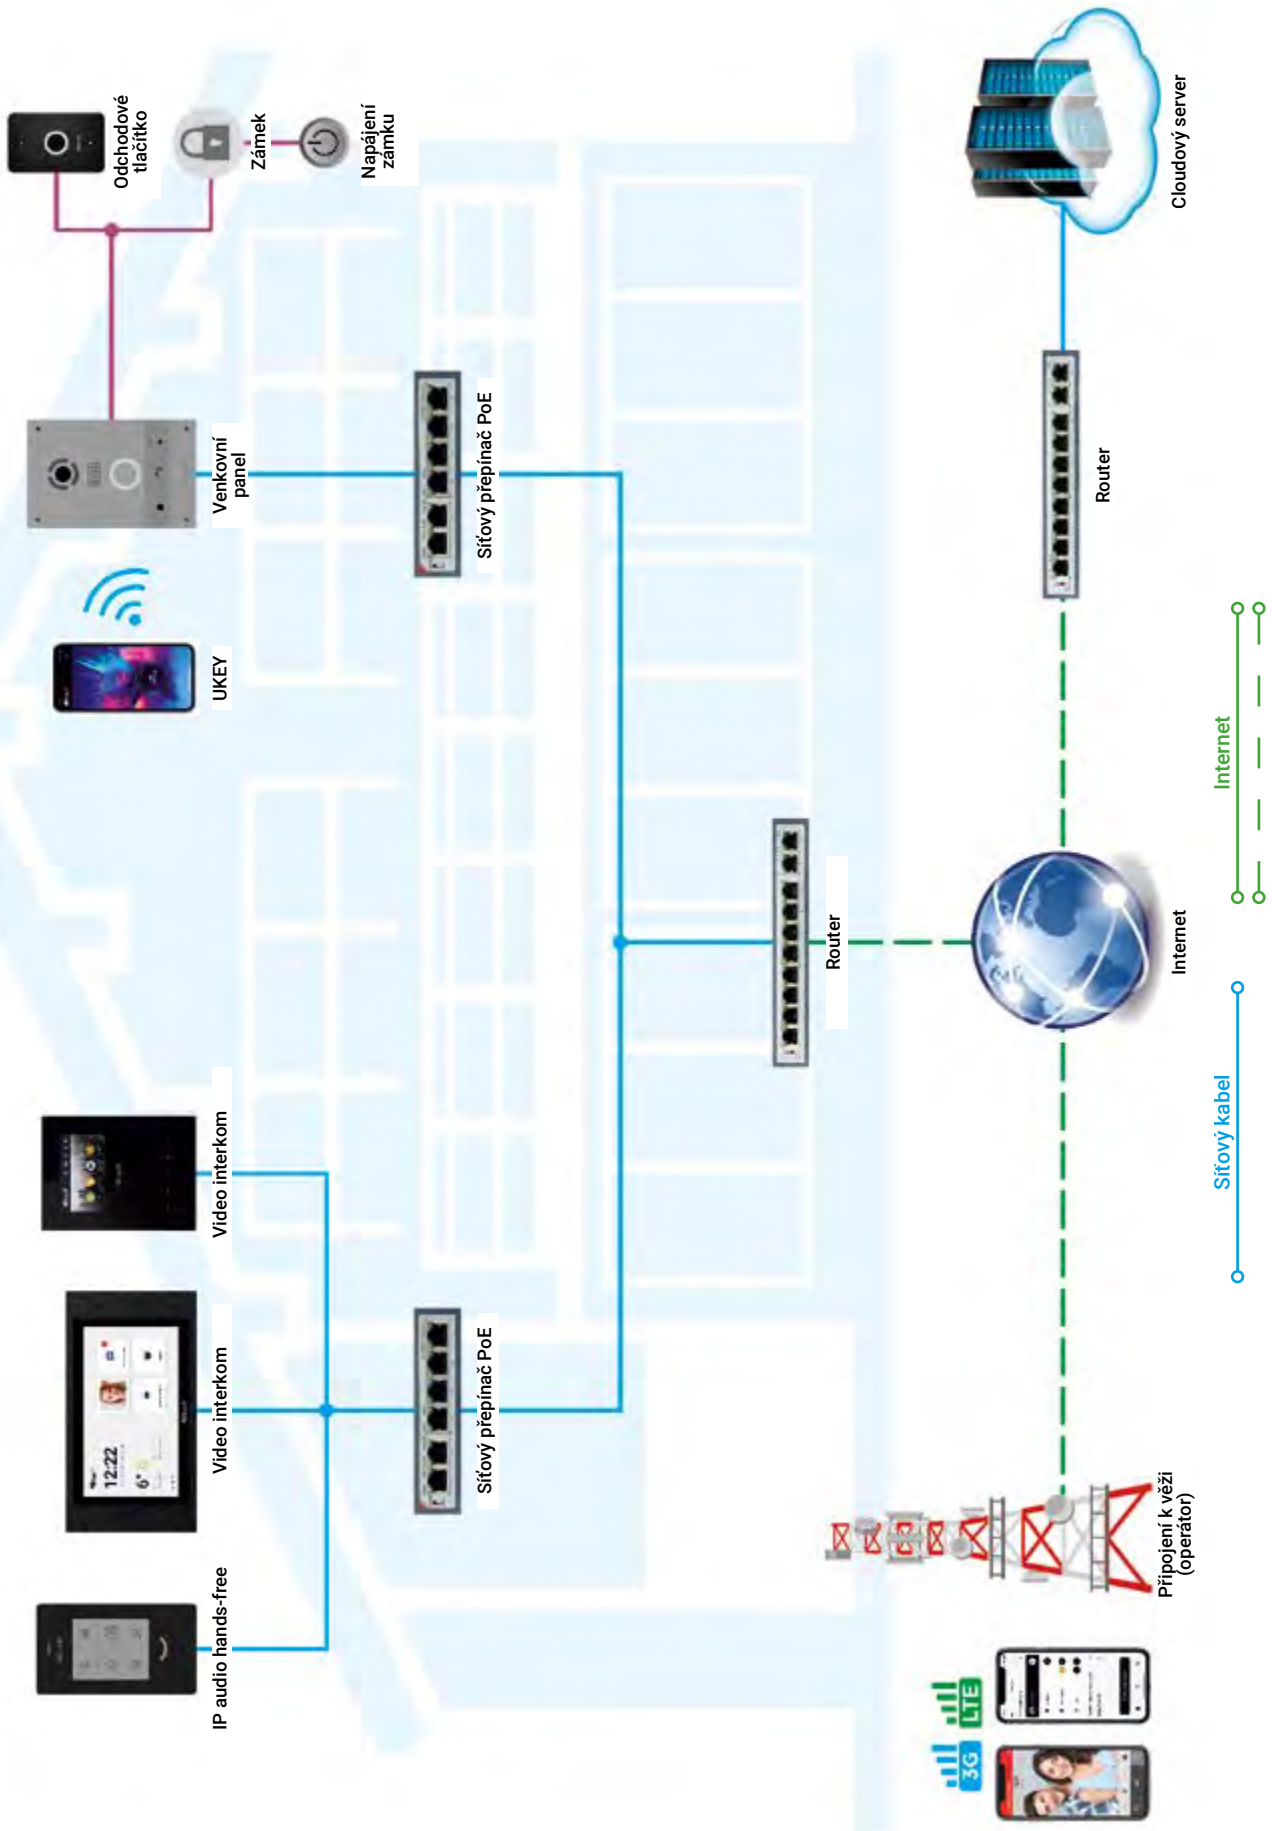 IP audio hands-free
12:22
6°
Video interkom
Video interkom
UKEY
Venkovní
panel
Odchodové
tlačítko
Zámek
Napájení
zámku
Síťový přepínač PoE
Síťový přepínač PoE
Router
3G
LTE
Připojení k věži
(operátor)
Internet
Router
Cloudový server
Síťový kabel
Internet